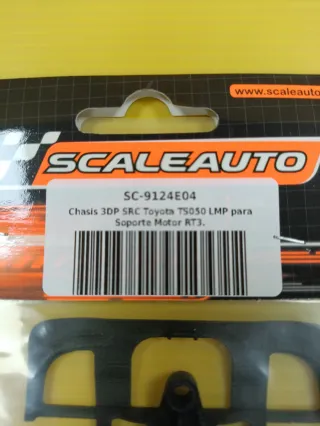 www.scaleauto
SCALEAUTO
SC-9124E04
Chasis 3DP SRC Toyota TS050 LMP para
Soporte Motor RT3.